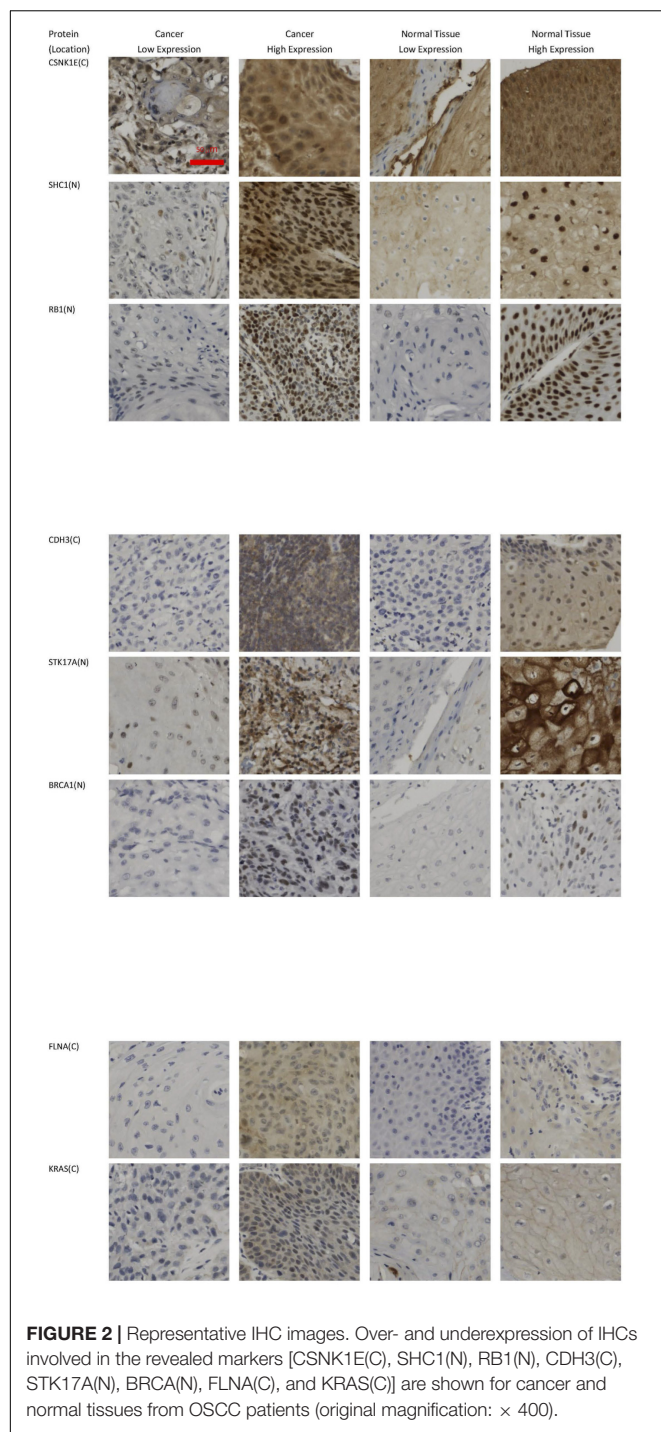 Protein
(Location)
Cancer
Low Expression
Cancer
High Expression
Normal Tissue
Low Expression
Normal Tissue
High Expression
CSNK1E(C)
SHC1(N)
RB1(N)
CDH3(C)
STK17A(N)
BRCA1(N)
FLNA(C)
KRAS(C)
FIGURE 2 | Representative IHC images. Over- and underexpression of IHCs
involved in the revealed markers [CSNK1E(C), SHC1(N), RB1(N), CDH3(C),
STK17A(N), BRCA(N), FLNA(C), and KRAS(C)] are shown for cancer and
normal tissues from OSCC patients (original magnification: × 400).